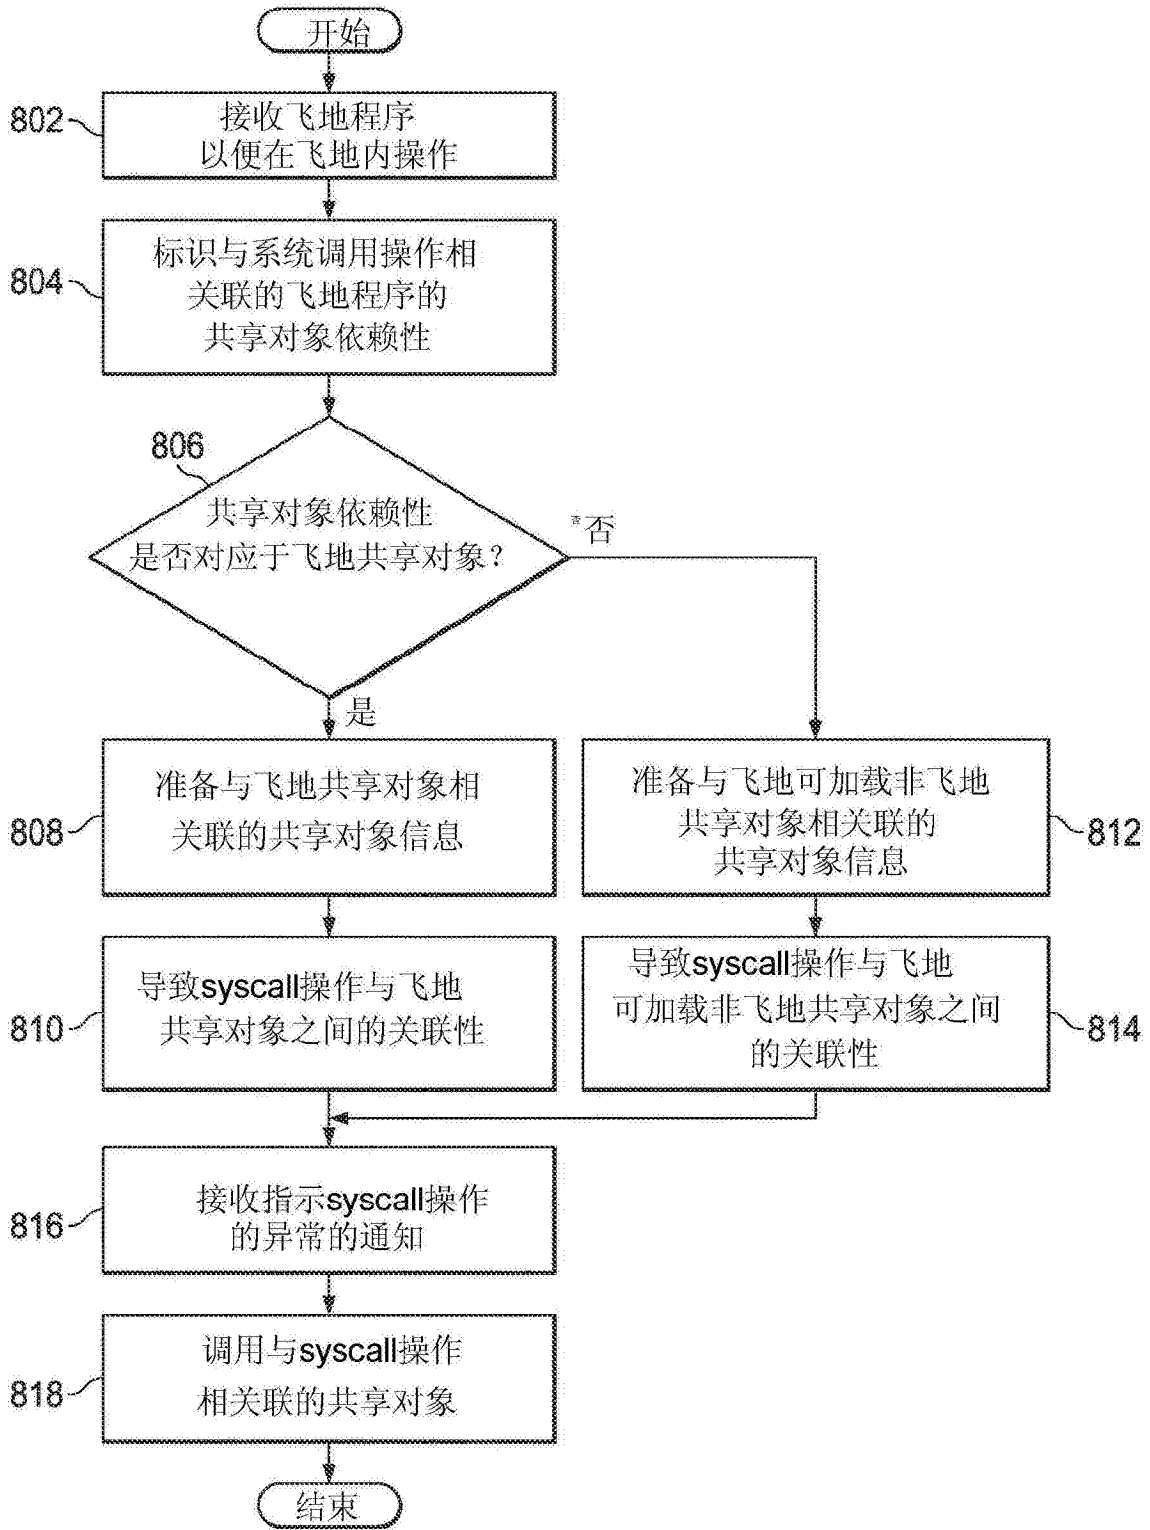 开始
802
接收飞地程序
以便在飞地内操作
804
标识与系统调用操作相
关联的飞地程序的
共享对象依赖性
806
共享对象依赖性
是否对应于飞地共享对象？
否
是
808
准备与飞地共享对象相
关联的共享对象信息
准备与飞地可加载非飞地
共享对象相关联的
共享对象信息
812
810
导致syscall操作与飞地
共享对象之间的关联性
导致syscall操作与飞地
可加载非飞地共享对象之间
的关联性
814
816
接收指示syscall操作
的异常的通知
818
调用与syscall操作
相关联的共享对象
结束